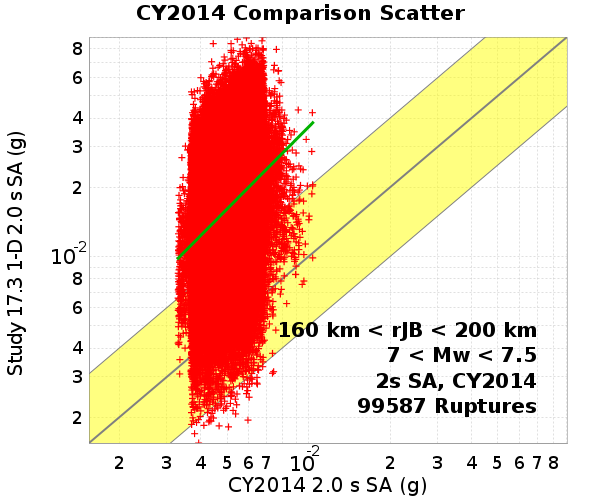 CY2014 Comparison Scatter
Study 17.3 1-D 2.0 s SA (g)
8
6
4
3
2
10-2
8
6
4
3
2
160 km < rJB < 200 km
7 < Mw < 7.5
2s SA, CY2014
99587 Ruptures
2 3 4 5 6 7 10-2 2 3 4 5 6 7 8
CY2014 2.0 s SA (g)